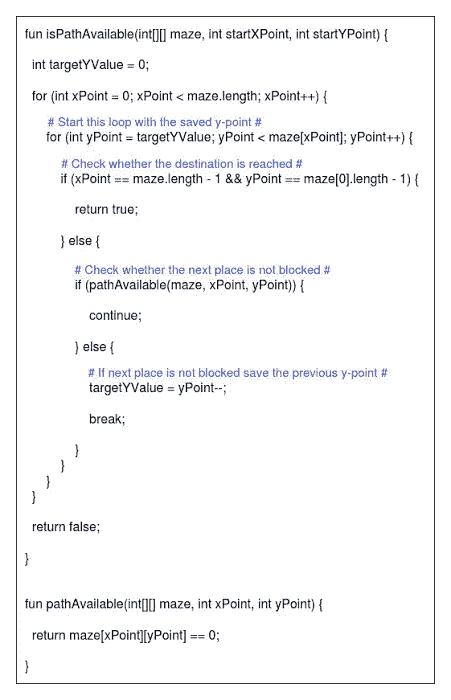 fun isPathAvailable(int[][] maze, int startXPoint, int startYPoint) {
int targetYValue = 0;
for (int xPoint = 0; xPoint < maze.length; xPoint++) {
# Start this loop with the saved y-point #
for (int yPoint = targetYValue; yPoint < maze[xPoint]; yPoint++) {
# Check whether the destination is reached #
if (xPoint == maze.length - 1 && yPoint == maze[0].length - 1) {
return true;
} else {
# Check whether the next place is not blocked #
if (pathAvailable(maze, xPoint, yPoint)) {
continue;
} else {
# If next place is not blocked save the previous y-point #
targetYValue = yPoint--;
break;
}
}
}
}
return false;
}
fun pathAvailable(int[][] maze, int xPoint, int yPoint) {
return maze[xPoint][yPoint] == 0;
}